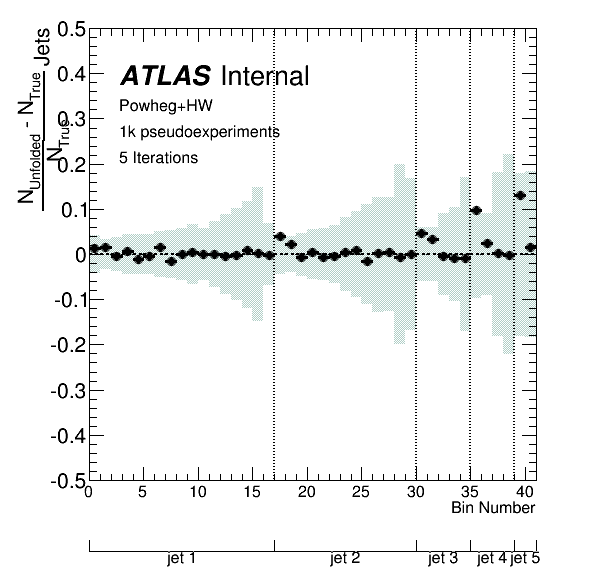 N_Unfolded - N_True
N_True
Jets
0.5
0.4
0.3
0.2
0.1
0
-0.1
-0.2
-0.3
-0.4
-0.5
ATLAS Internal
Powheg+HW
1k pseudoexperiments
5 Iterations
0 5 10 15 20 25 30 35 40
Bin Number
jet 1 jet 2 jet 3 jet 4 jet 5